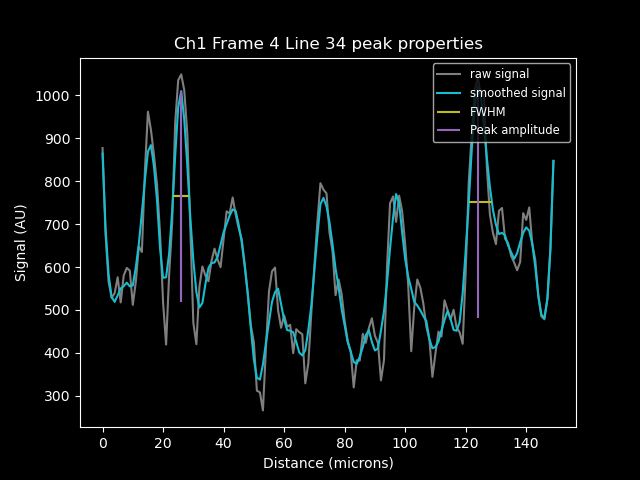 Ch1 Frame 4 Line 34 peak properties
raw signal
smoothed signal
FWHM
Peak amplitude
Signal (AU)
1000
900
800
700
600
500
400
300
0
20
40
60
80
100
120
140
Distance (microns)